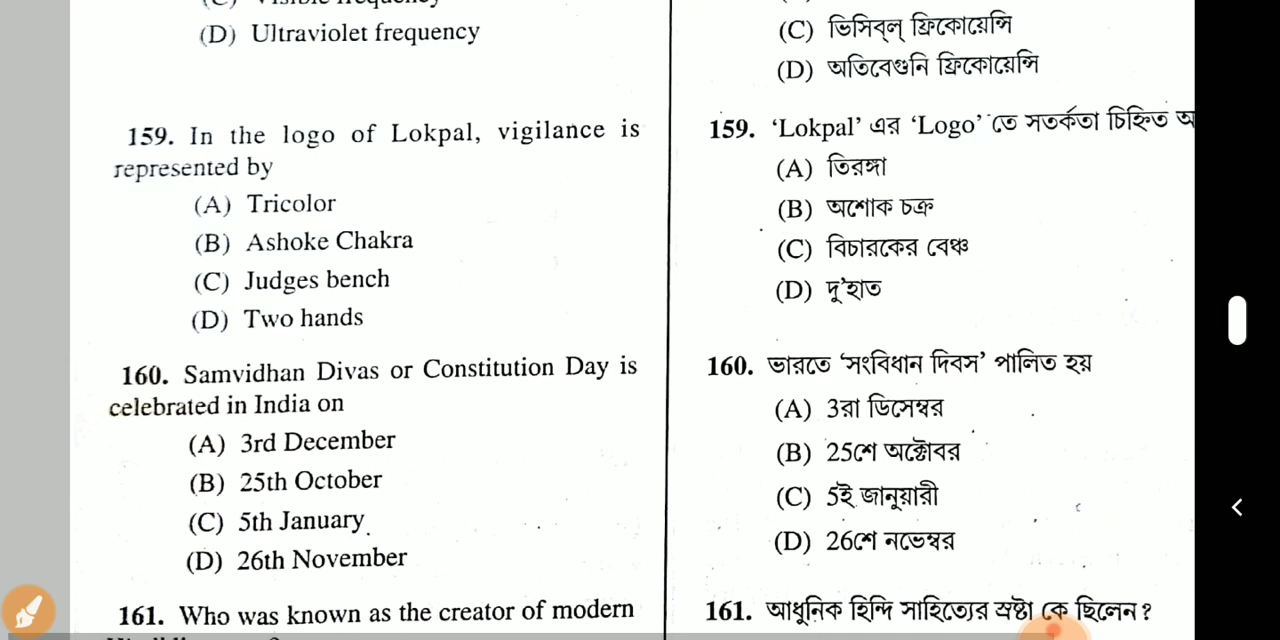 (D) Ultraviolet frequency
159. In the logo of Lokpal, vigilance is
represented by
(A) Tricolor
(B) Ashoke Chakra
(C) Judges bench
(D) Two hands
160. Samvidhan Divas or Constitution Day is
celebrated in India on
(A) 3rd December
(B) 25th October
(C) 5th January
(D) 26th November
161. Who was known as the creator of modern
(C) ভিসিব্‌ল্ ফ্রিকোয়েন্সি
(D) অতিবেগুনি ফ্রিকোয়েন্সি
159. ‘Lokpal’ এর ‘Logo’ তে সতর্কতা চিহ্নিত
(A) তিরঙ্গা
(B) অশোক চক্র
(C) বিচারকের বেঞ্চ
(D) দু’হাত
160. ভারতে ‘সংবিধান দিবস’ পালিত হয়
(A) 3রা ডিসেম্বর
(B) 25শে অক্টোবর
(C) 5ই জানুয়ারী
(D) 26শে নভেম্বর
161. আধুনিক হিন্দি সাহিত্যের স্রষ্টা কে ছিলেন?